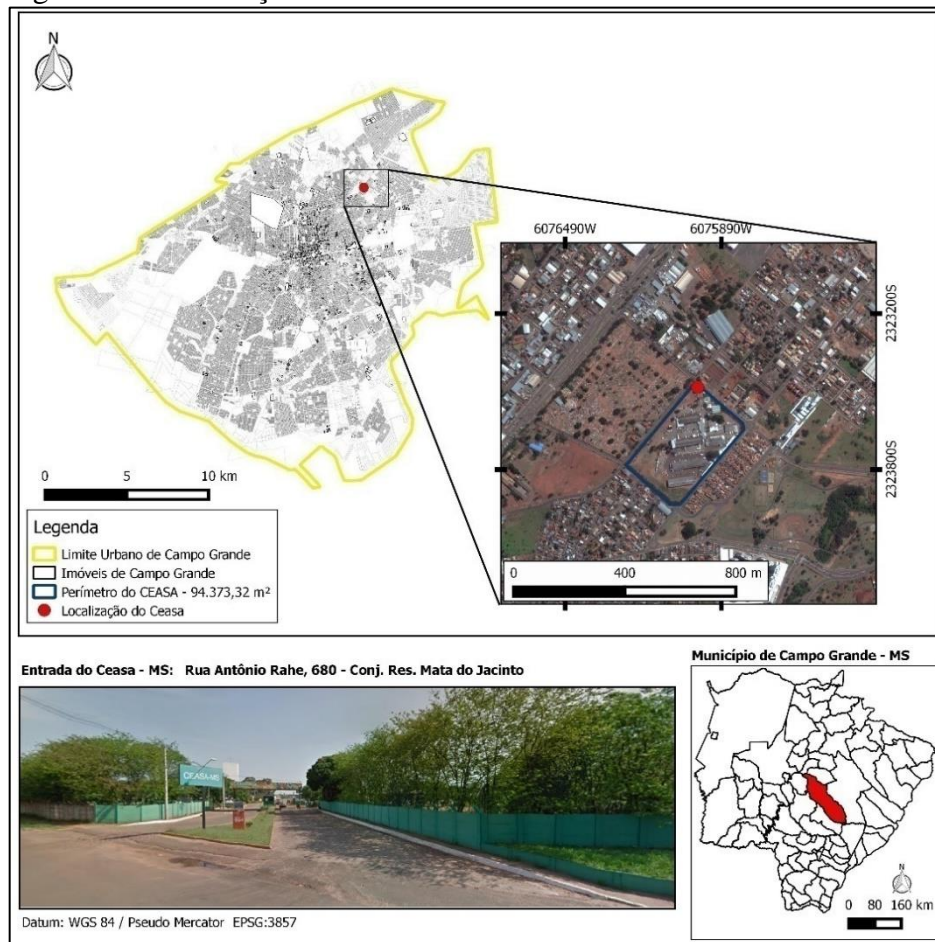 N
6076490W
6075890W
2323200S
2323800S
0 5 10 km
0 400 800 m
Legenda
Limite Urbano de Campo Grande
Imóveis de Campo Grande
Perímetro do CEASA - 94.373,32 m²
Localização do Ceasa
Entrada do Ceasa - MS: Rua Antônio Rahe, 680 - Conj. Res. Mata do Jacinto
CEASA-MS
Datum: WGS 84 / Pseudo Mercator EPSG:3857
Município de Campo Grande - MS
N
0 80 160 km